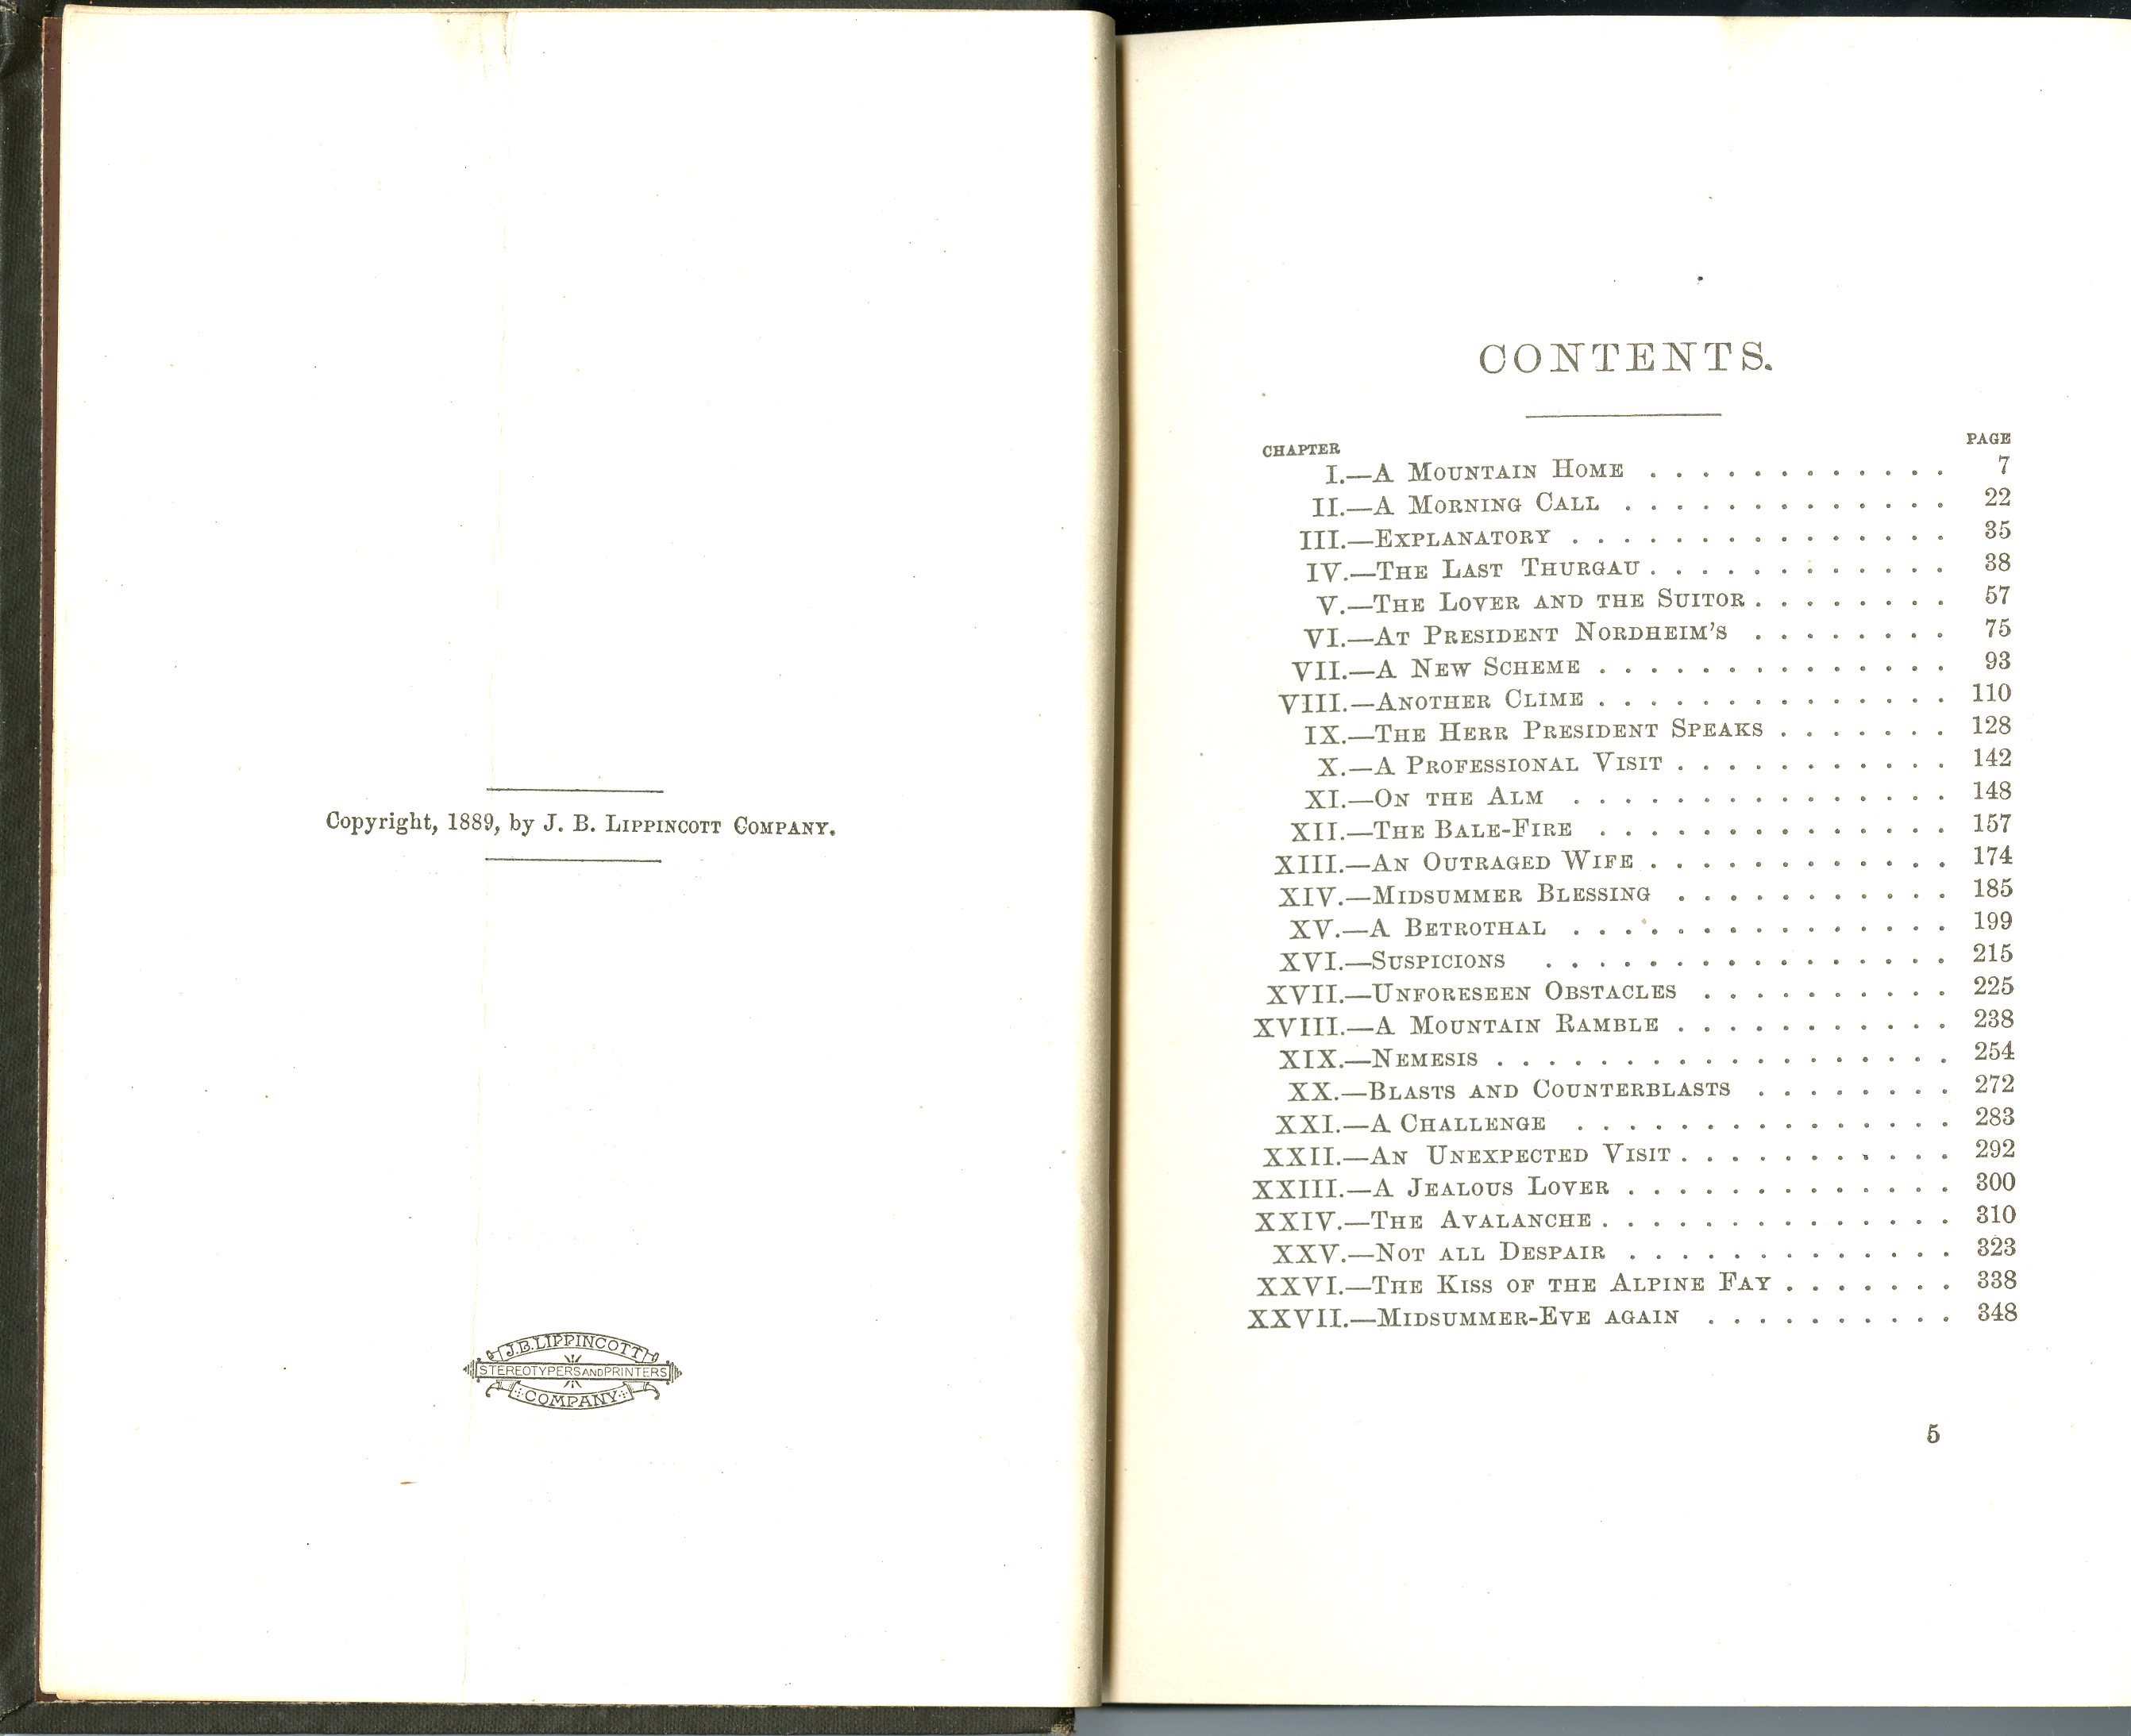 Copyright, 1889, by J. B. LIPPINCOTT COMPANY.
J. B. LIPPINCOTT
STEREOTYPERS AND PRINTERS
COMPANY
CONTENTS.
CHAPTER PAGE
I.—A MOUNTAIN HOME . . . . . . . . . . . . 7
II.—A MORNING CALL . . . . . . . . . . . . . 22
III.—EXPLANATORY . . . . . . . . . . . . . . . 35
IV.—THE LAST THURGAU . . . . . . . . . . . . 38
V.—THE LOVER AND THE SUITOR . . . . . . . . 57
VI.—AT PRESIDENT NORDHEIM'S . . . . . . . . 75
VII.—A NEW SCHEME . . . . . . . . . . . . . . 93
VIII.—ANOTHER CLIME . . . . . . . . . . . . . . 110
IX.—THE HERR PRESIDENT SPEAKS . . . . . . . 128
X.—A PROFESSIONAL VISIT . . . . . . . . . . . 142
XI.—ON THE ALM . . . . . . . . . . . . . . . 148
XII.—THE BALE-FIRE . . . . . . . . . . . . . . 157
XIII.—AN OUTRAGED WIFE . . . . . . . . . . . . 174
XIV.—MIDSUMMER BLESSING . . . . . . . . . . . 185
XV.—A BETROTHAL . . . . . . . . . . . . . . . 199
XVI.—SUSPICIONS . . . . . . . . . . . . . . . . 215
XVII.—UNFORESEEN OBSTACLES . . . . . . . . . . 225
XVIII.—A MOUNTAIN RAMBLE . . . . . . . . . . . 238
XIX.—NEMESIS . . . . . . . . . . . . . . . . . . 254
XX.—BLASTS AND COUNTERBLASTS . . . . . . . . 272
XXI.—A CHALLENGE . . . . . . . . . . . . . . . 283
XXII.—AN UNEXPECTED VISIT . . . . . . . . . . . 292
XXIII.—A JEALOUS LOVER . . . . . . . . . . . . . 300
XXIV.—THE AVALANCHE . . . . . . . . . . . . . . 310
XXV.—NOT ALL DESPAIR . . . . . . . . . . . . . 323
XXVI.—THE KISS OF THE ALPINE FAY . . . . . . . 338
XXVII.—MIDSUMMER-EVE AGAIN . . . . . . . . . . 348
5